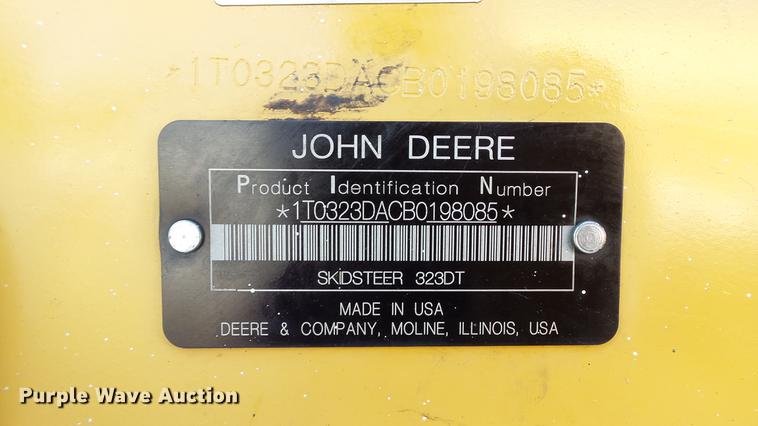 *1T0323DACB0198085*
JOHN DEERE
Product Identification Number
*1T0323DACB0198085*
SKIDSTEER 323DT
MADE IN USA
DEERE & COMPANY, MOLINE, ILLINOIS, USA
Purple Wave Auction